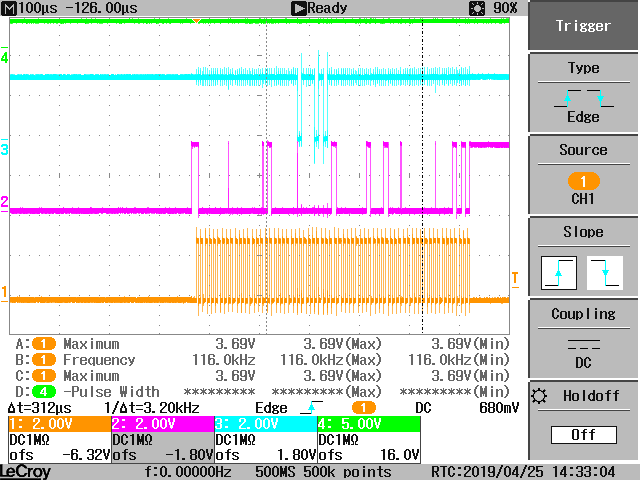 M 100µs -126.00µs Ready 90%
Trigger
Type
Edge
Source
1
CH1
Slope
Coupling
DC
Holdoff
Off
4
3
2
1
T
A: 1 Maximum 3.69V 3.69V(Max) 3.69V(Min)
B: 1 Frequency 116.0kHz 116.0kHz(Max) 116.0kHz(Min)
C: 1 Maximum 3.69V 3.69V(Max) 3.69V(Min)
D: 4 -Pulse Width ********* *********(Max) *********(Min)
Δt=312µs 1/Δt=3.20kHz Edge 1 DC 680mV
1: 2.00V 2: 2.00V 3: 2.00V 4: 5.00V
DC1MΩ DC1MΩ DC1MΩ DC1MΩ
ofs -6.32V ofs -1.80V ofs 1.80V ofs 16.0V
LeCroy f:0.00000Hz 500MS 500k points RTC:2019/04/25 14:33:04